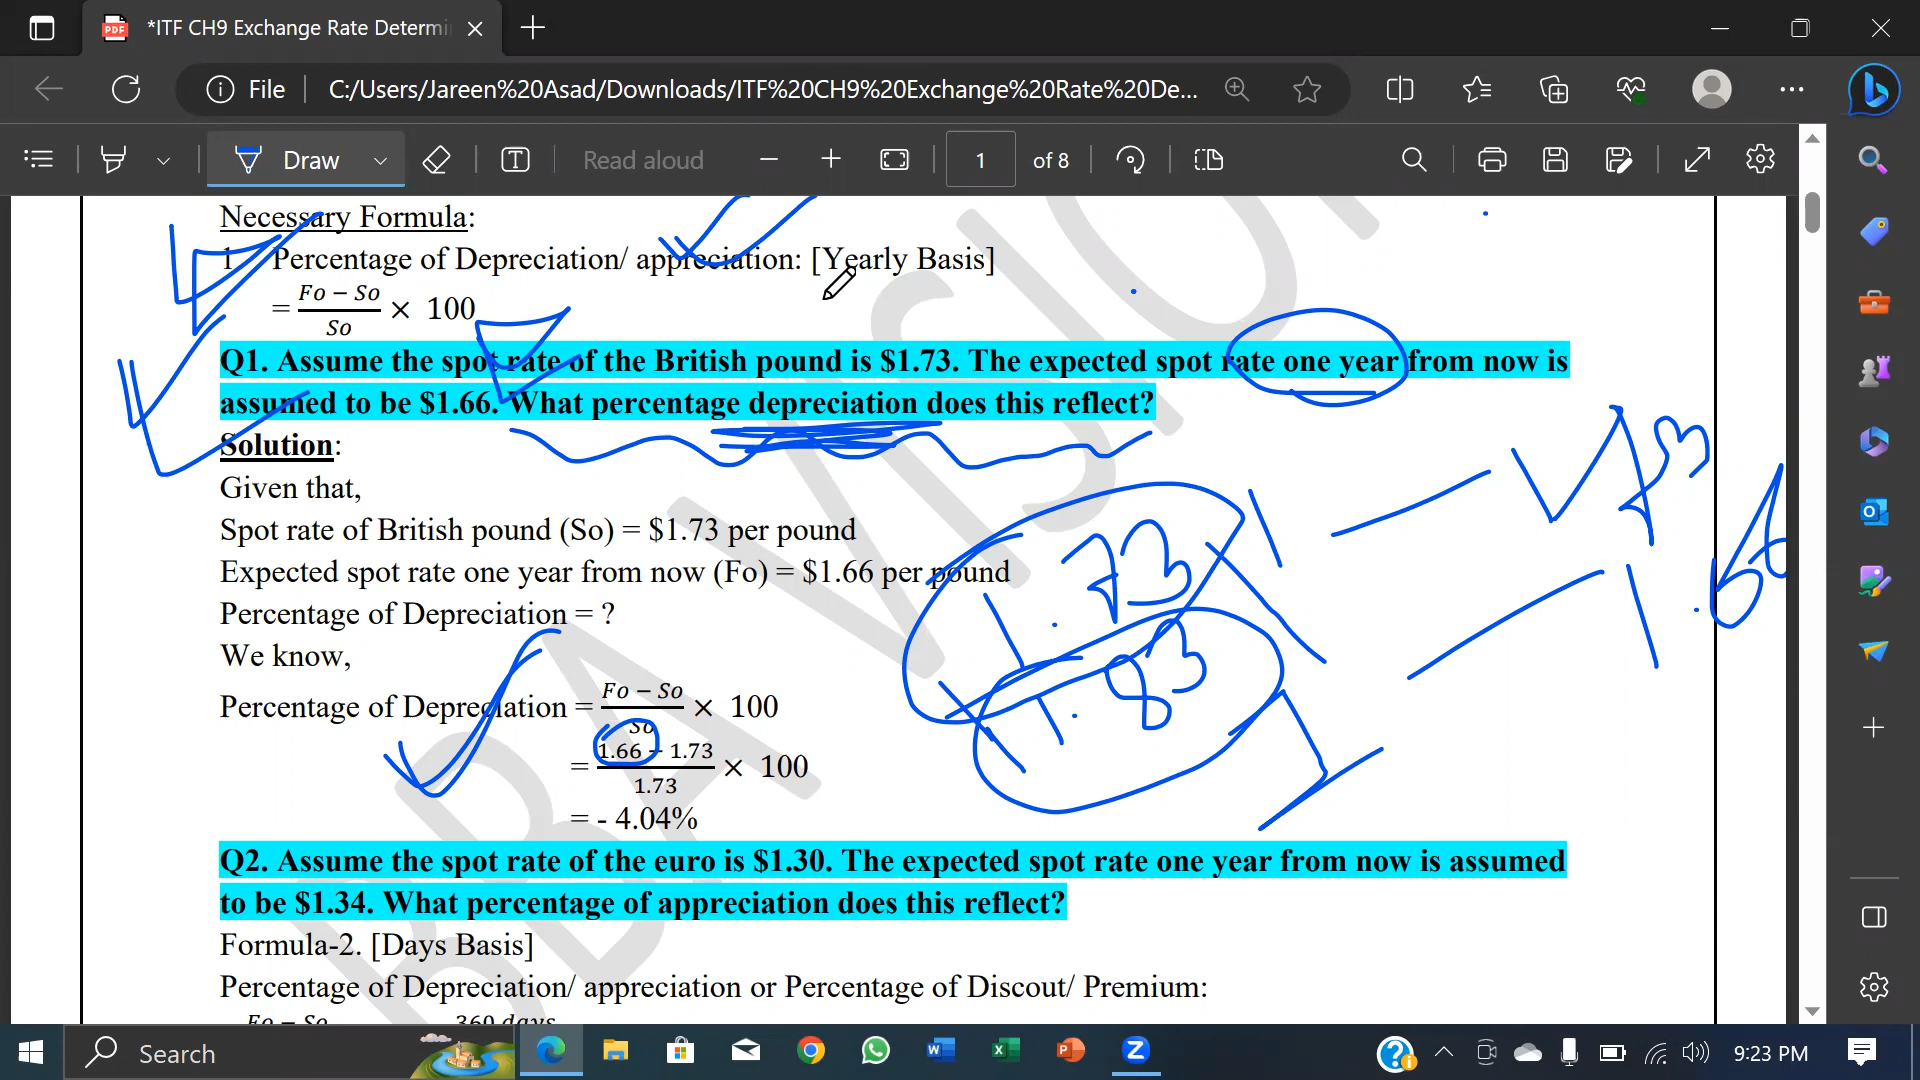 *ITF CH9 Exchange Rate Determi
File
C:/Users/Jareen%20Asad/Downloads/ITF%20CH9%20Exchange%20Rate%20De...
Draw
Read aloud
1 of 8
Necessary Formula:
1 Percentage of Depreciation/ appreciation: [Yearly Basis]
= (Fo − So)/So × 100
Q1. Assume the spot rate of the British pound is $1.73. The expected spot rate one year from now is
assumed to be $1.66. What percentage depreciation does this reflect?
Solution:
Given that,
Spot rate of British pound (So) = $1.73 per pound
Expected spot rate one year from now (Fo) = $1.66 per pound
Percentage of Depreciation = ?
We know,
Percentage of Depreciation = (Fo − So)/So × 100
= (1.66 − 1.73)/1.73 × 100
= - 4.04%
1.73
1.83
1.66
Q2. Assume the spot rate of the euro is $1.30. The expected spot rate one year from now is assumed
to be $1.34. What percentage of appreciation does this reflect?
Formula-2. [Days Basis]
Percentage of Depreciation/ appreciation or Percentage of Discout/ Premium:
Fo − So 360 days
BBA VISION
Search
9:23 PM